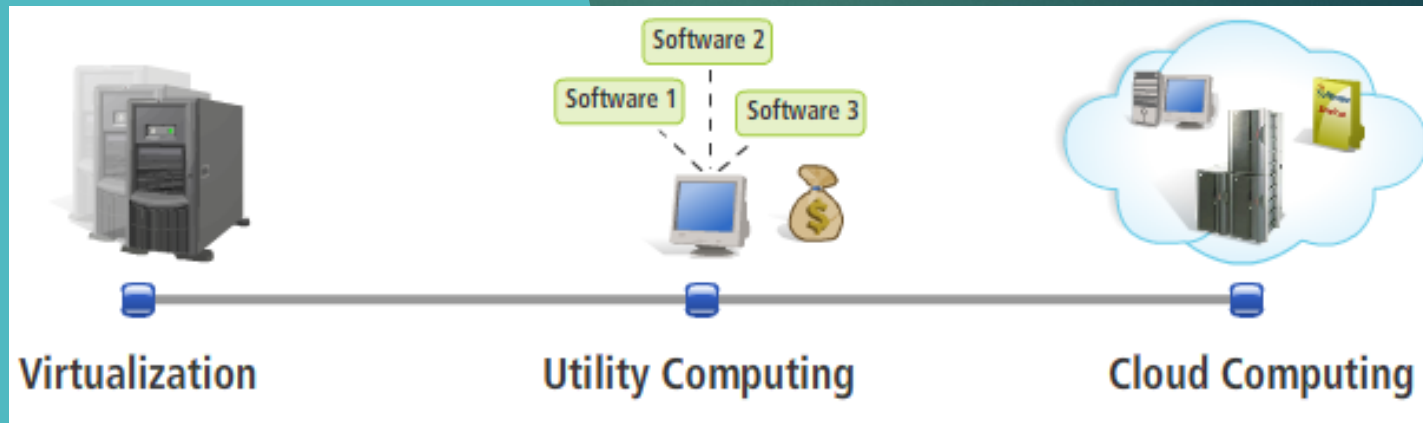 Software 2
Software 1
Software 3
$
Virtualization
Utility Computing
Cloud Computing